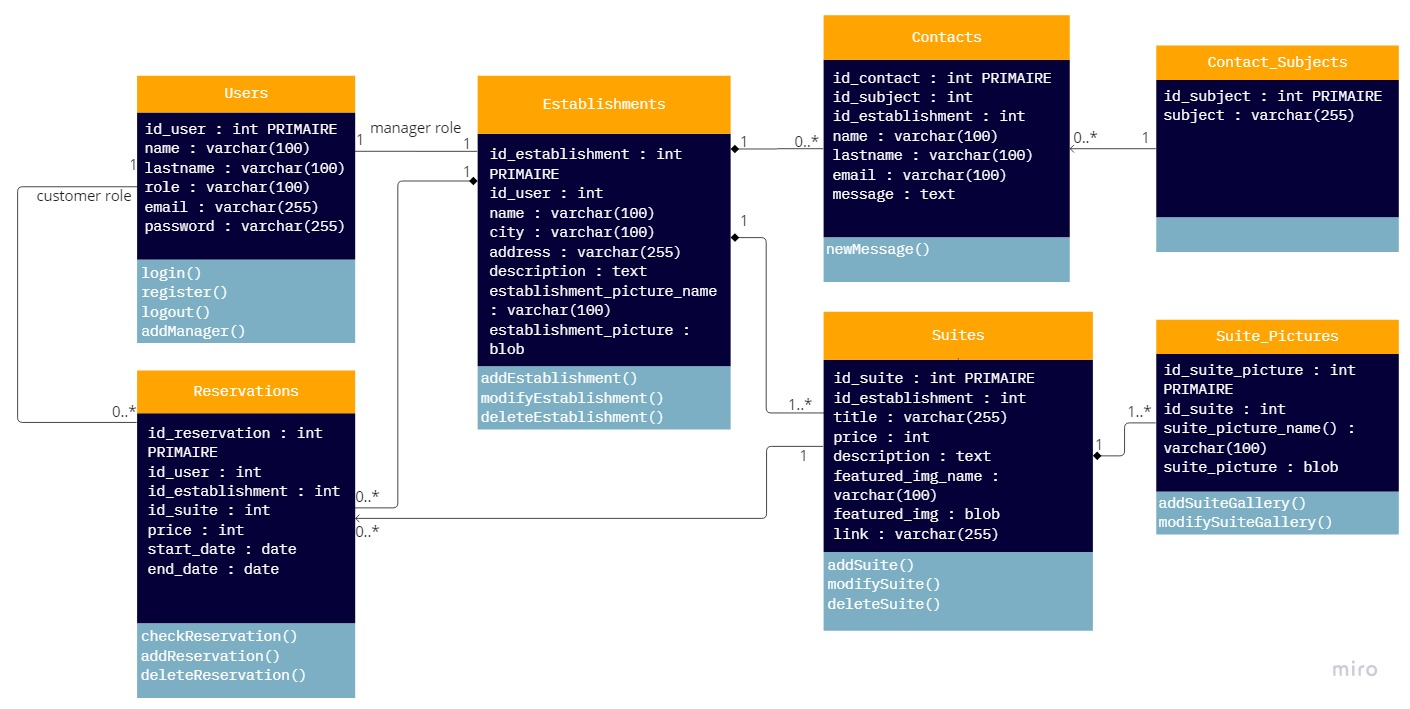 Users
id_user : int PRIMAIRE
name : varchar(100)
lastname : varchar(100)
role : varchar(100)
email : varchar(255)
password : varchar(255)
login()
register()
logout()
addManager()
1
manager role
1
1
customer role
0..*
Establishments
id_establishment : int
PRIMAIRE
id_user : int
name : varchar(100)
city : varchar(100)
address : varchar(255)
description : text
establishment_picture_name
: varchar(100)
establishment_picture :
blob
addEstablishment()
modifyEstablishment()
deleteEstablishment()
1
1
0..*
1
1..*
Contacts
id_contact : int PRIMAIRE
id_subject : int
id_establishment : int
name : varchar(100)
lastname : varchar(100)
email : varchar(100)
message : text
newMessage()
0..*
1
Contact_Subjects
id_subject : int PRIMAIRE
subject : varchar(255)
Reservations
id_reservation : int
PRIMAIRE
id_user : int
id_establishment : int
id_suite : int
price : int
start_date : date
end_date : date
checkReservation()
addReservation()
deleteReservation()
0..*
0..*
1
Suites
id_suite : int PRIMAIRE
id_establishment : int
title : varchar(255)
price : int
description : text
featured_img_name :
varchar(100)
featured_img : blob
link : varchar(255)
addSuite()
modifySuite()
deleteSuite()
1
1..*
Suite_Pictures
id_suite_picture : int
PRIMAIRE
id_suite : int
suite_picture_name() :
varchar(100)
suite_picture : blob
addSuiteGallery()
modifySuiteGallery()
miro